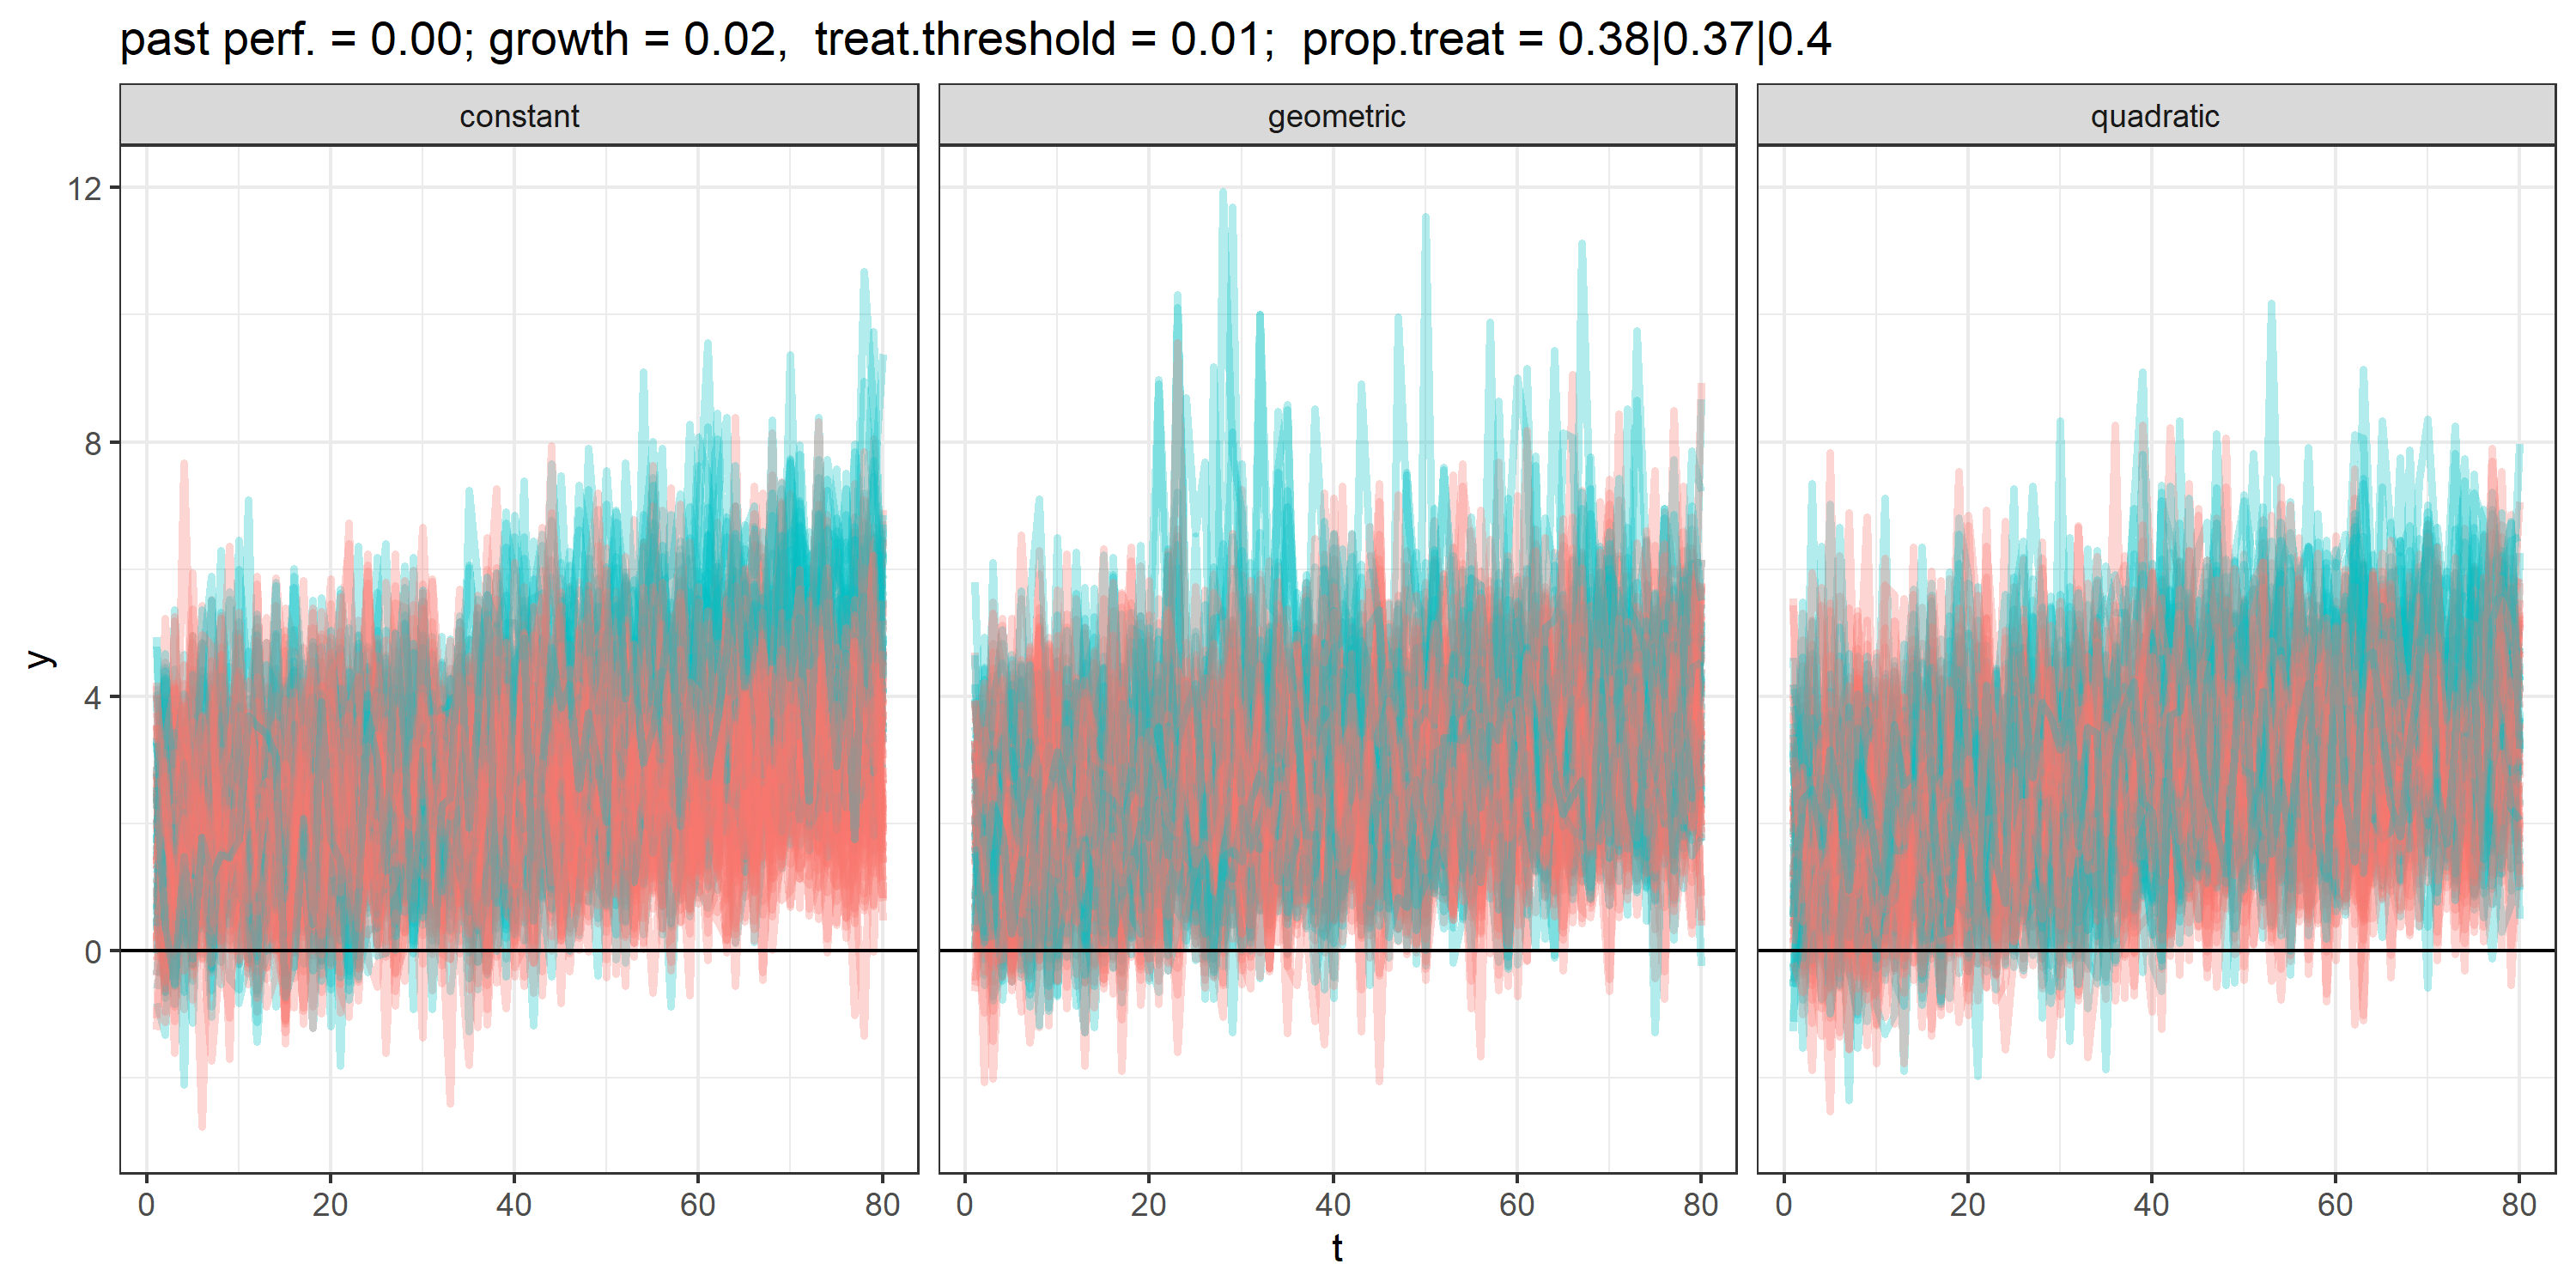 past perf. = 0.00; growth = 0.02,  treat.threshold = 0.01;  prop.treat = 0.38|0.37|0.4
constant geometric quadratic
12
8
4
0
y
0 20 40 60 80 0 20 40 60 80 0 20 40 60 80
t